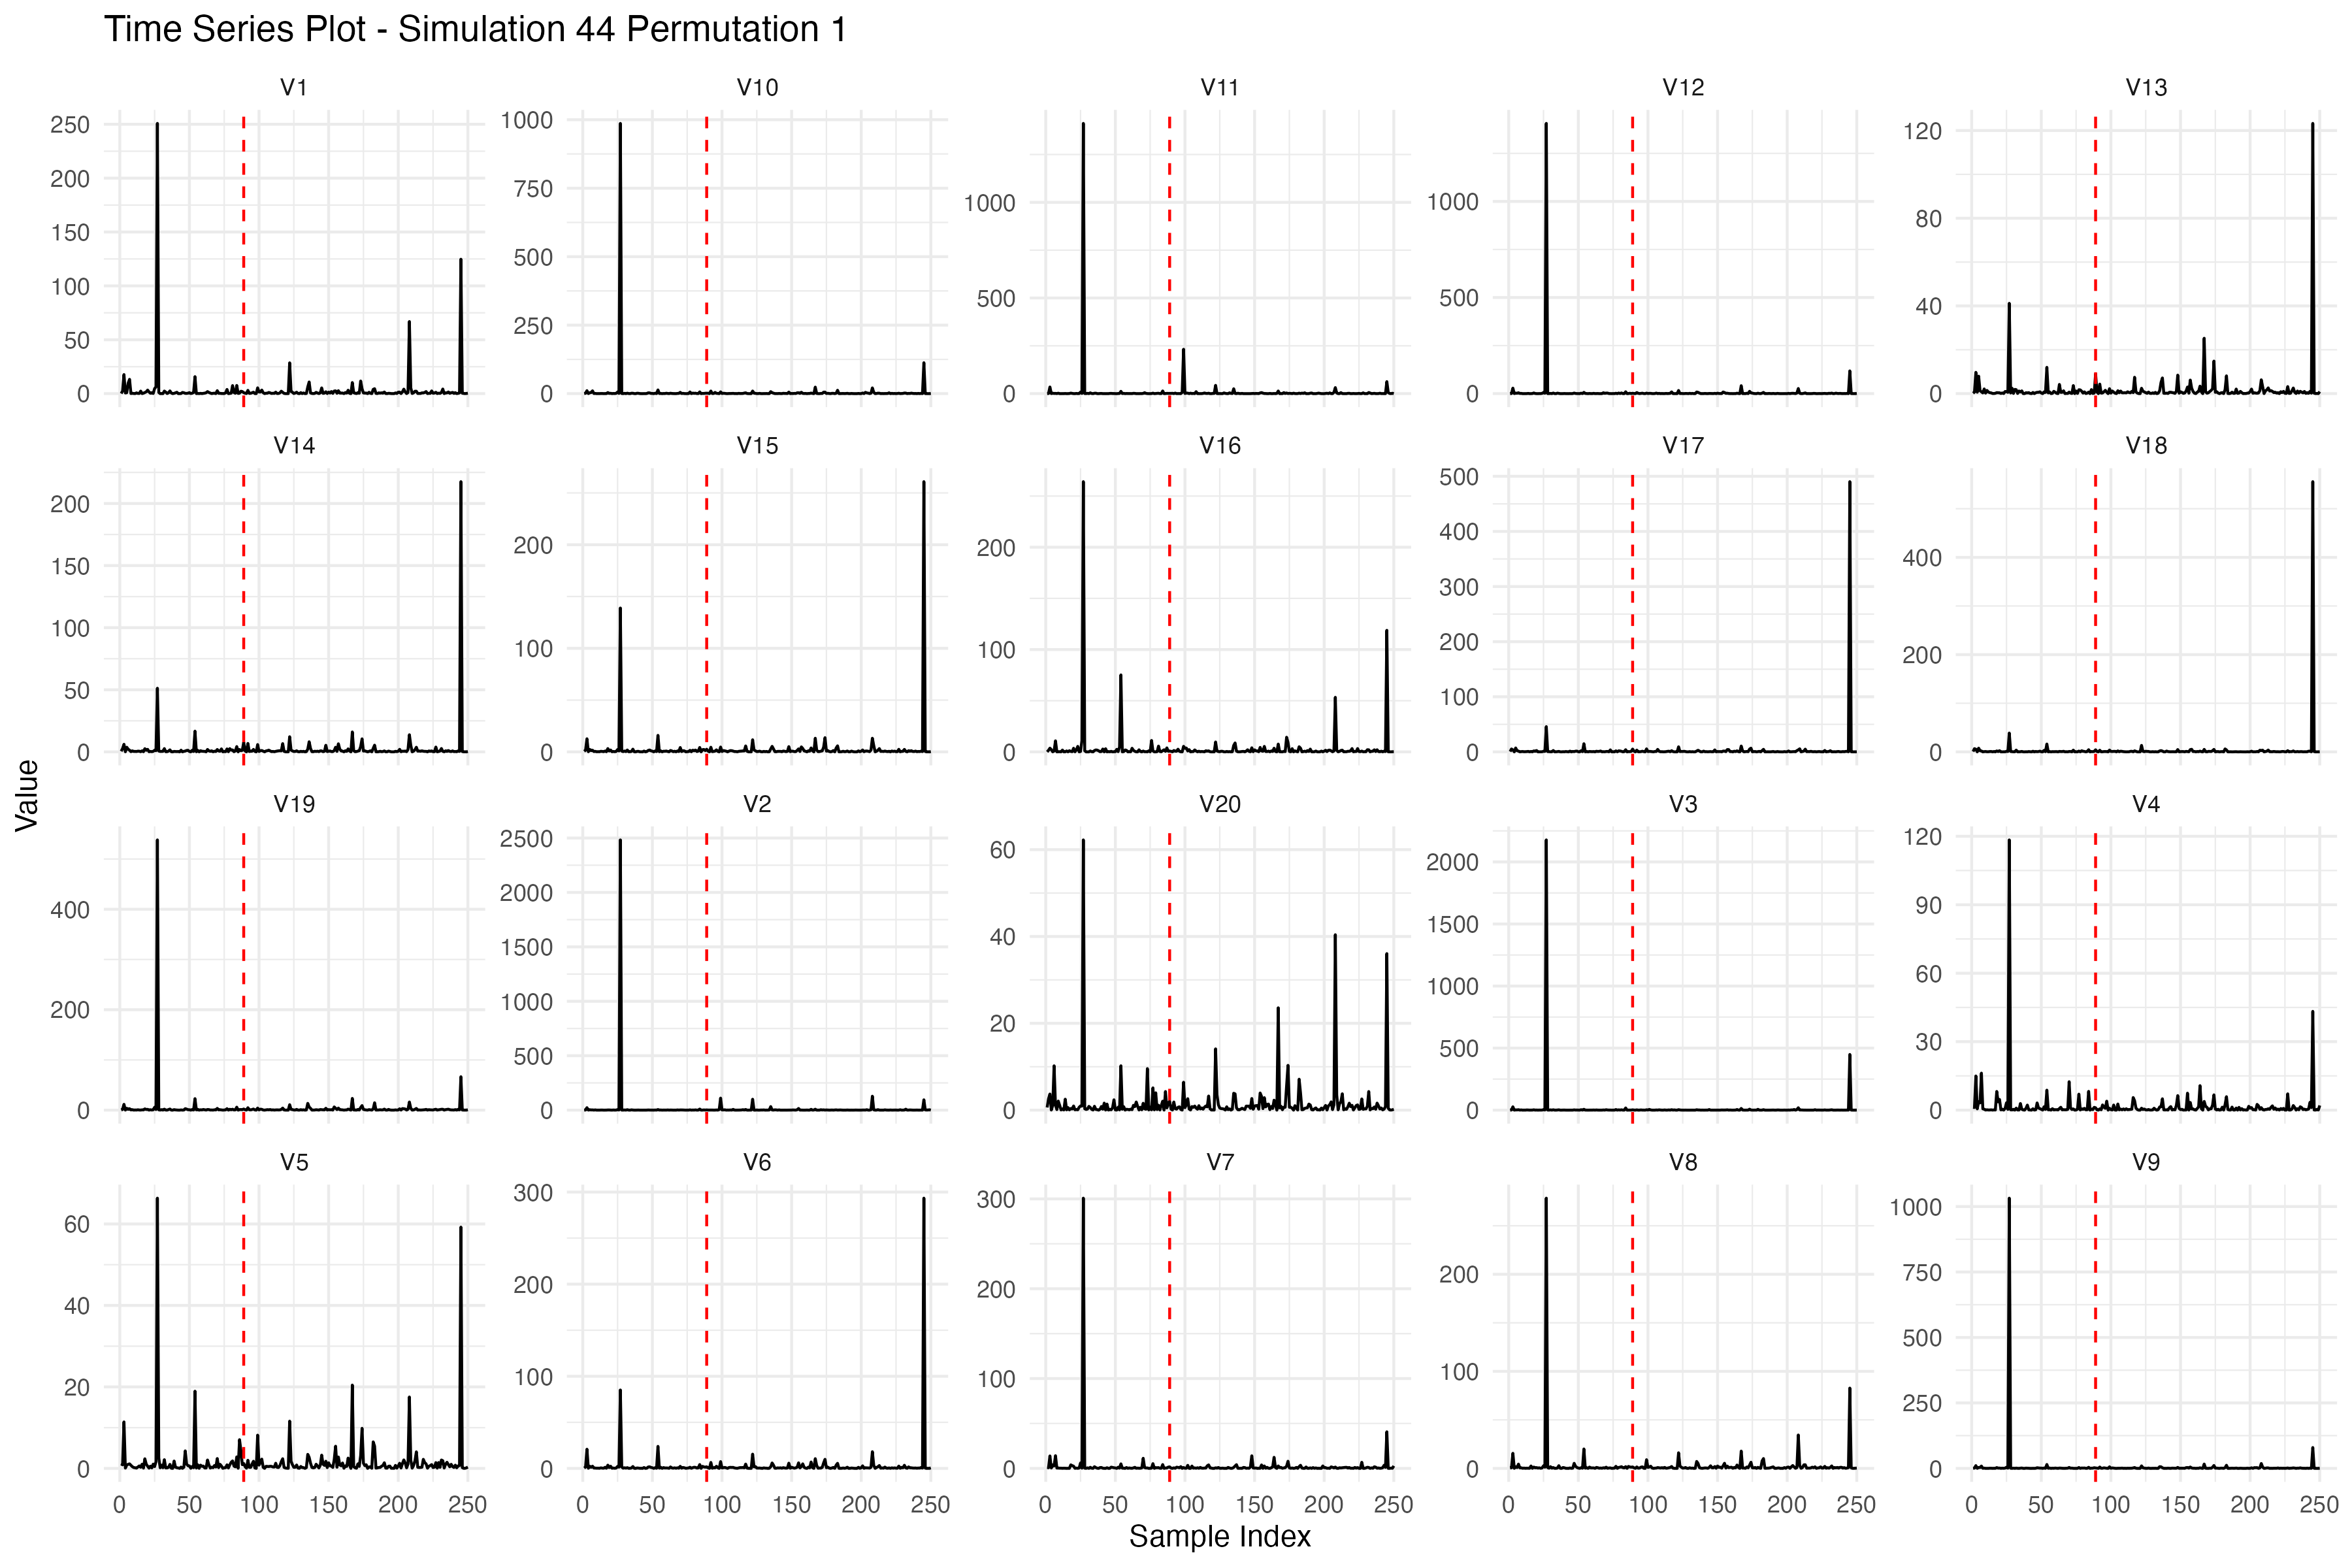 Time Series Plot - Simulation 44 Permutation 1
V1 V10 V11 V12 V13
250 200 150 100 50 0
1000 750 500 250 0
1000 500 0
1000 500 0
120 80 40 0
V14 V15 V16 V17 V18
200 150 100 50 0
200 100 0
200 100 0
500 400 300 200 100 0
400 200 0
Value
V19 V2 V20 V3 V4
400 200 0
2500 2000 1500 1000 500 0
60 40 20 0
2000 1500 1000 500 0
120 90 60 30 0
V5 V6 V7 V8 V9
60 40 20 0
300 200 100 0
300 200 100 0
200 100 0
1000 750 500 250 0
0 50 100 150 200 250 0 50 100 150 200 250 0 50 100 150 200 250 0 50 100 150 200 250 0 50 100 150 200 250
Sample Index